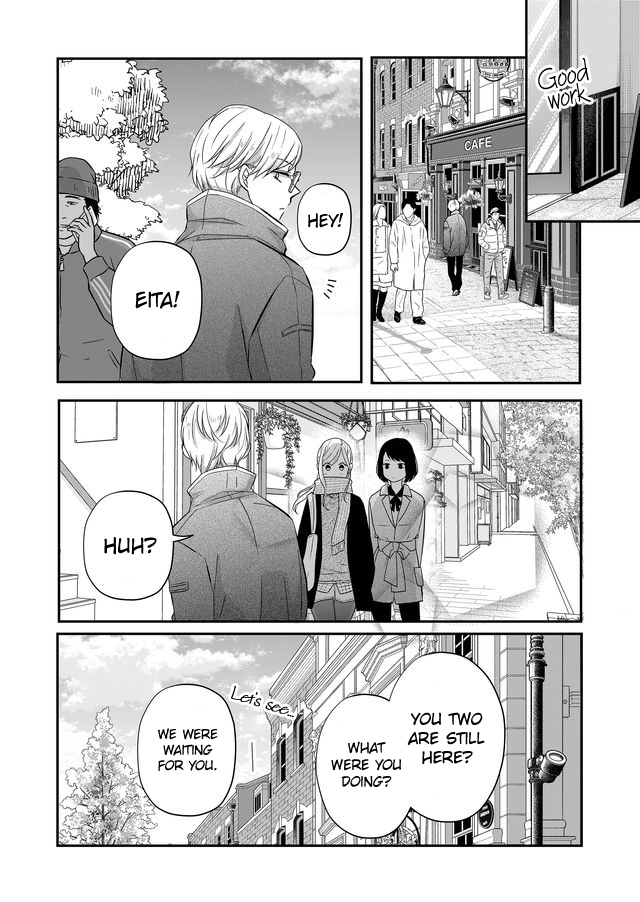 Good
work
CAFE
HEY!
EITA!
HUH?
YOU TWO
ARE STILL
HERE?
WHAT
WERE YOU
DOING?
Let's see...
WE WERE
WAITING
FOR YOU.